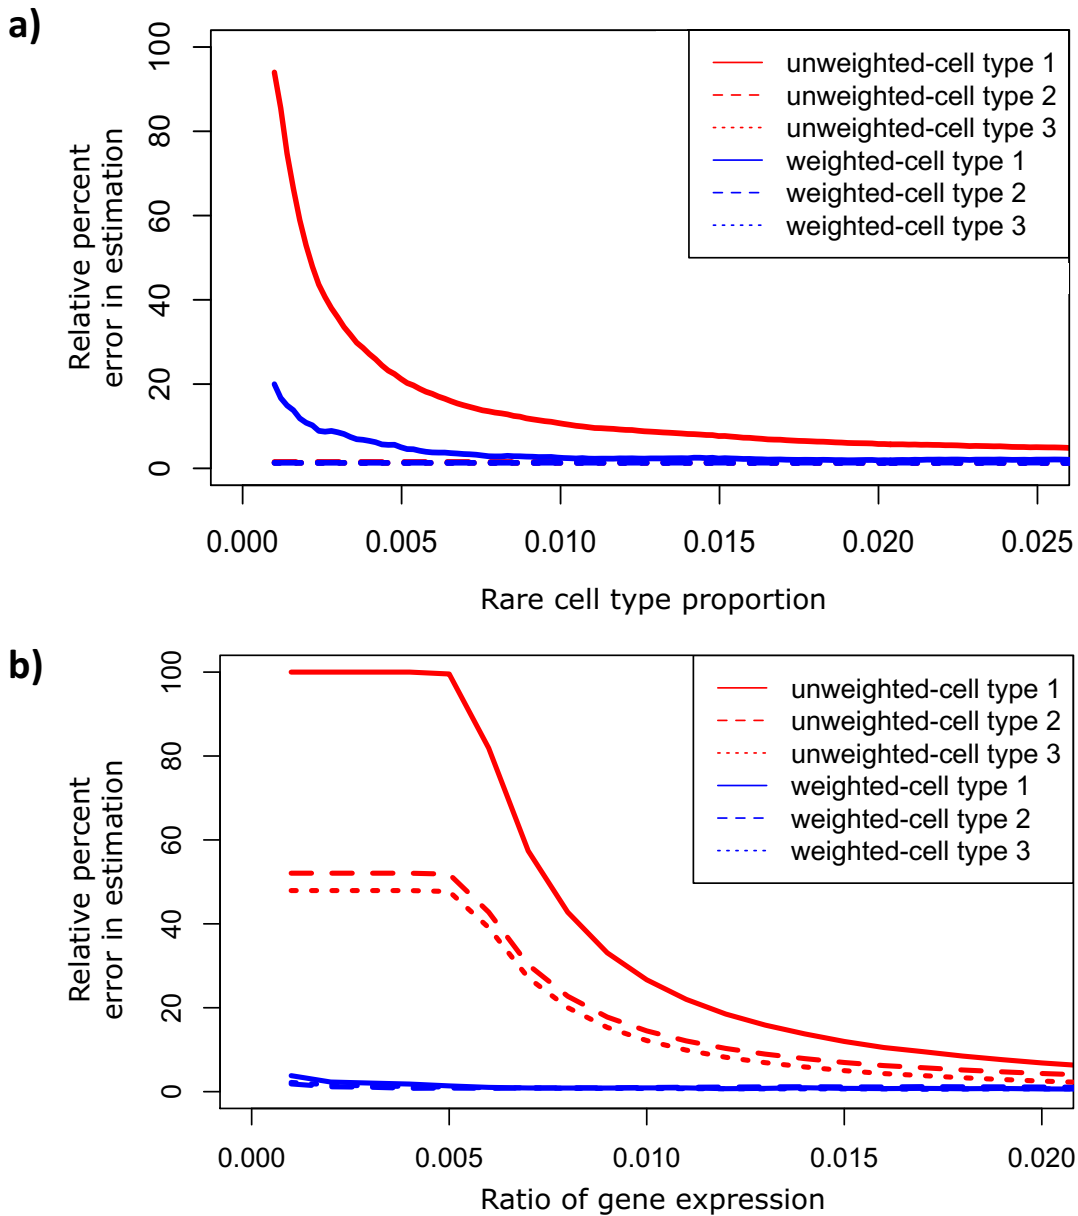 a)
Relative percent
error in estimation
0
20
40
60
80
100
unweighted-cell type 1
unweighted-cell type 2
unweighted-cell type 3
weighted-cell type 1
weighted-cell type 2
weighted-cell type 3
0.000 0.005 0.010 0.015 0.020 0.025
Rare cell type proportion
b)
Relative percent
error in estimation
0
20
40
60
80
100
unweighted-cell type 1
unweighted-cell type 2
unweighted-cell type 3
weighted-cell type 1
weighted-cell type 2
weighted-cell type 3
0.000 0.005 0.010 0.015 0.020
Ratio of gene expression